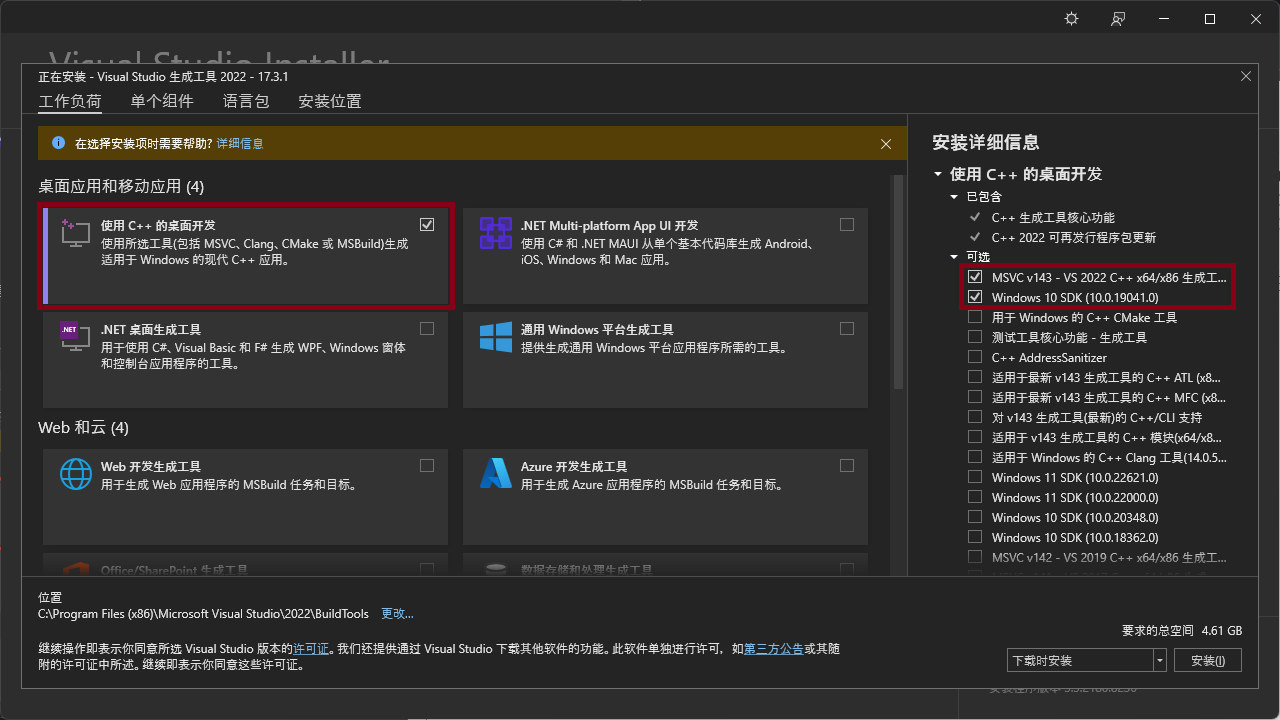 Visual Studio Installer
正在安装 - Visual Studio 生成工具 2022 - 17.3.1
工作负荷 单个组件 语言包 安装位置
在选择安装项时需要帮助? 详细信息
桌面应用和移动应用 (4)
使用 C++ 的桌面开发
使用所选工具(包括 MSVC、Clang、CMake 或 MSBuild)生成
适用于 Windows 的现代 C++ 应用。
.NET Multi-platform App UI 开发
使用 C# 和 .NET MAUI 从单个基本代码库生成 Android、
iOS、Windows 和 Mac 应用。
.NET
.NET 桌面生成工具
用于使用 C#、Visual Basic 和 F# 生成 WPF、Windows 窗体
和控制台应用程序的工具。
通用 Windows 平台生成工具
提供生成通用 Windows 平台应用程序所需的工具。
Web 和云 (4)
Web 开发生成工具
用于生成 Web 应用程序的 MSBuild 任务和目标。
Azure 开发生成工具
用于生成 Azure 应用程序的 MSBuild 任务和目标。
Office/SharePoint 生成工具
数据存储和处理生成工具
安装详细信息
使用 C++ 的桌面开发
已包含
C++ 生成工具核心功能
C++ 2022 可再发行程序包更新
可选
MSVC v143 - VS 2022 C++ x64/x86 生成工...
Windows 10 SDK (10.0.19041.0)
用于 Windows 的 C++ CMake 工具
测试工具核心功能 - 生成工具
C++ AddressSanitizer
适用于最新 v143 生成工具的 C++ ATL (x8...
适用于最新 v143 生成工具的 C++ MFC (x8...
对 v143 生成工具(最新)的 C++/CLI 支持
适用于 v143 生成工具的 C++ 模块(x64/x8...
适用于 Windows 的 C++ Clang 工具(14.0.5...
Windows 11 SDK (10.0.22621.0)
Windows 11 SDK (10.0.22000.0)
Windows 10 SDK (10.0.20348.0)
Windows 10 SDK (10.0.18362.0)
MSVC v142 - VS 2019 C++ x64/x86 生成工...
位置
C:\Program Files (x86)\Microsoft Visual Studio\2022\BuildTools 更改...
继续操作即表示你同意所选 Visual Studio 版本的许可证。我们还提供通过 Visual Studio 下载其他软件的功能。此软件单独进行许可，如第三方公告或其随
附的许可证中所述。继续即表示你同意这些许可证。
要求的总空间 4.61 GB
下载时安装
安装(I)